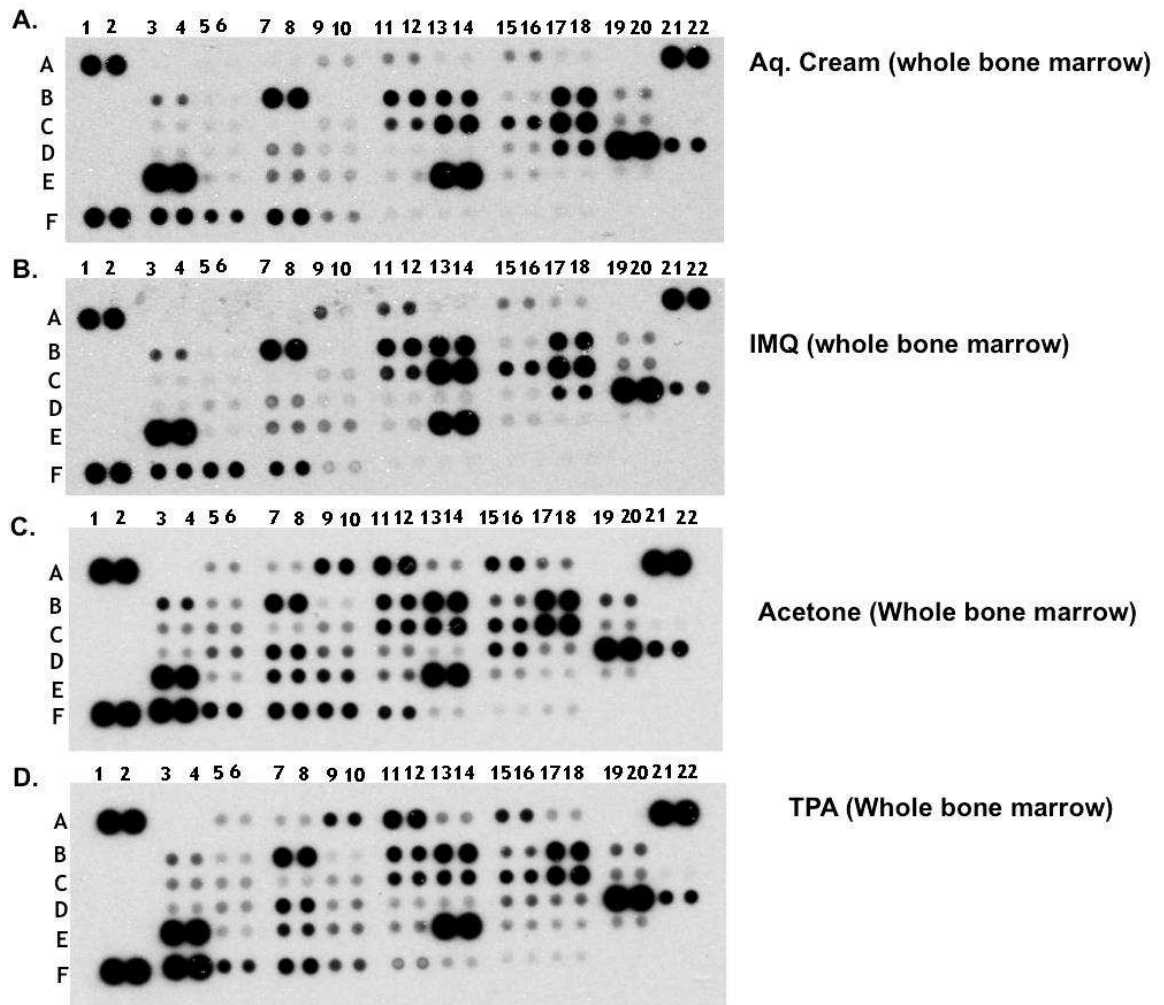 A.
1 2 3 4 5 6 7 8 9 10 11 12 13 14 15 16 17 18 19 20 21 22
A
B
C
D
E
F
Aq. Cream (whole bone marrow)
B.
1 2 3 4 5 6 7 8 9 10 11 12 13 14 15 16 17 18 19 20 21 22
A
B
C
D
E
F
IMQ (whole bone marrow)
C.
1 2 3 4 5 6 7 8 9 10 11 12 13 14 15 16 17 18 19 20 21 22
A
B
C
D
E
F
Acetone (Whole bone marrow)
D.
1 2 3 4 5 6 7 8 9 10 11 12 13 14 15 16 17 18 19 20 21 22
A
B
C
D
E
F
TPA (Whole bone marrow)